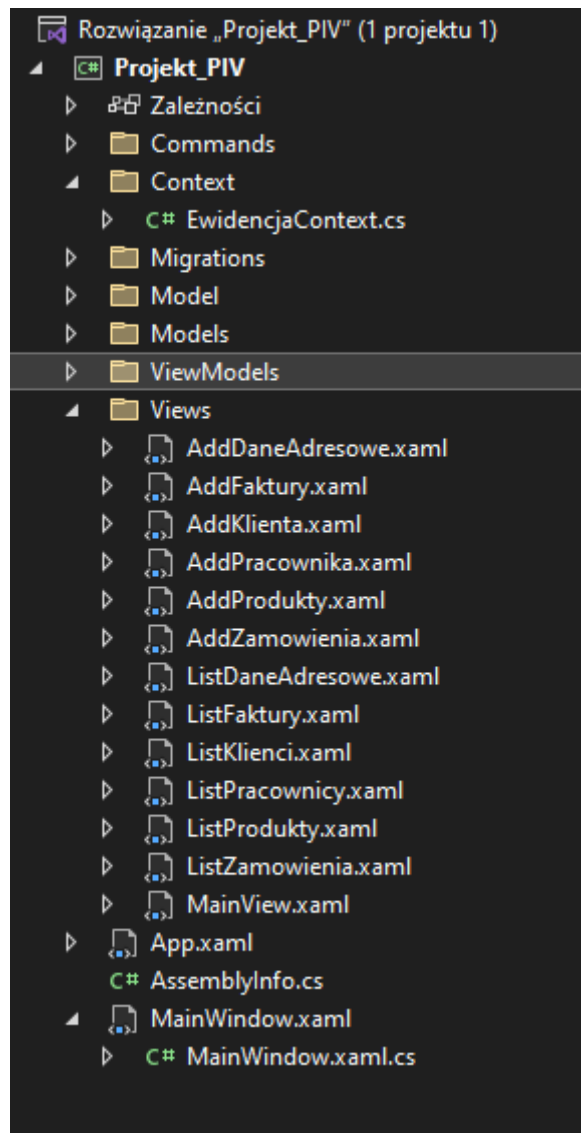 Rozwiązanie „Projekt_PIV” (1 projektu 1)
C# Projekt_PIV
Zależności
Commands
Context
C# EwidencjaContext.cs
Migrations
Model
Models
ViewModels
Views
AddDaneAdresowe.xaml
AddFaktury.xaml
AddKlienta.xaml
AddPracownika.xaml
AddProdukty.xaml
AddZamowienia.xaml
ListDaneAdresowe.xaml
ListFaktury.xaml
ListKlienci.xaml
ListPracownicy.xaml
ListProdukty.xaml
ListZamowienia.xaml
MainView.xaml
App.xaml
C# AssemblyInfo.cs
MainWindow.xaml
C# MainWindow.xaml.cs